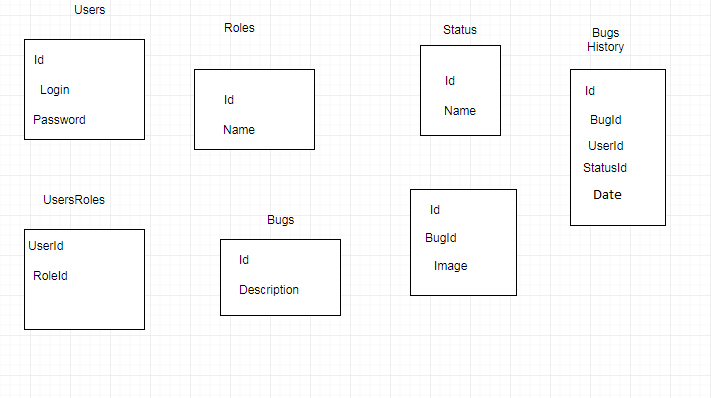 Users
Id
Login
Password
Roles
Id
Name
Status
Id
Name
Bugs
History
Id
BugId
UserId
StatusId
Date
UsersRoles
UserId
RoleId
Bugs
Id
Description
Id
BugId
Image